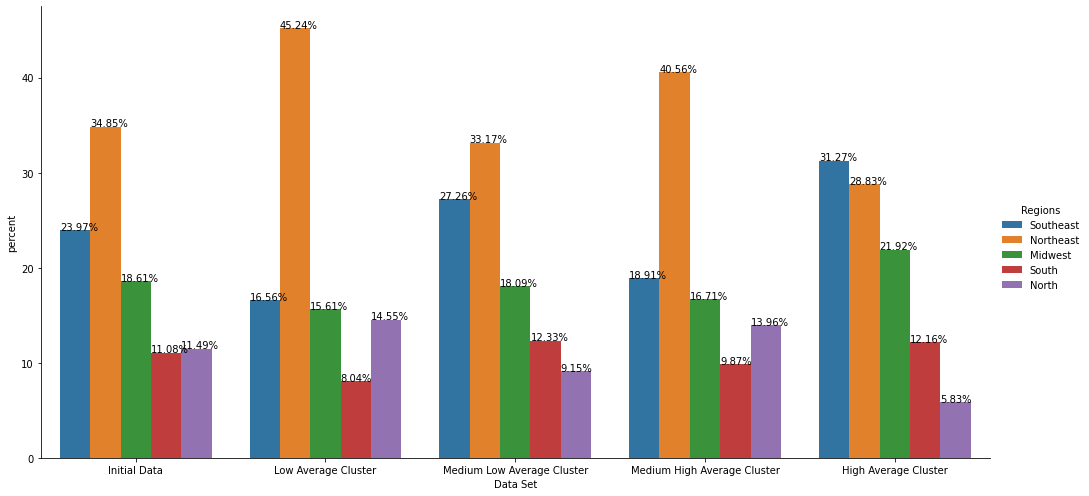 45.24%
40.56%
34.85%
33.17%
31.27%
28.83%
27.26%
23.97%
21.92%
18.61%
18.91%
18.09%
16.56%
16.71%
15.61%
14.55%
13.96%
12.33%
12.16%
11.08%
11.49%
9.87%
9.15%
8.04%
5.83%
40
30
20
10
0
percent
Initial Data
Low Average Cluster
Medium Low Average Cluster
Medium High Average Cluster
High Average Cluster
Data Set
Regions
Southeast
Northeast
Midwest
South
North